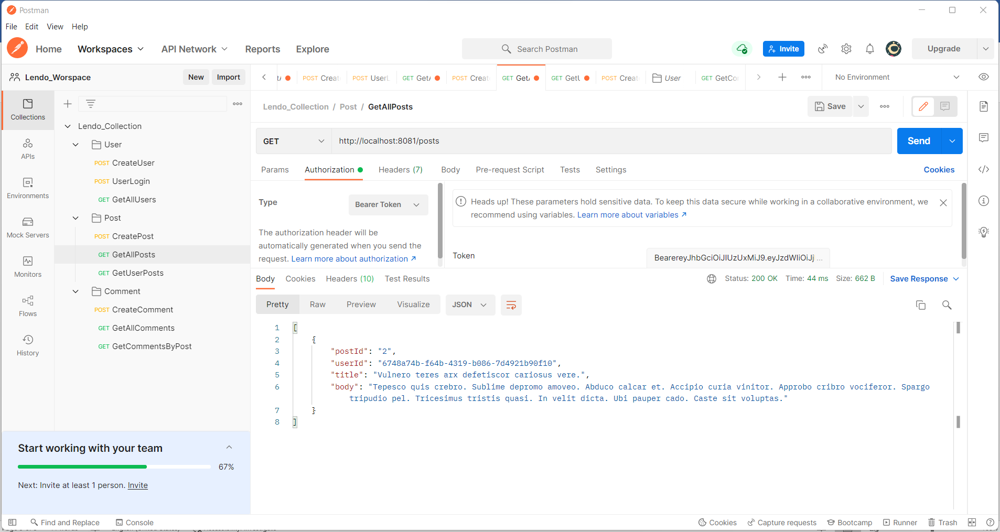 Postman
File Edit View Help
Home Workspaces API Network Reports Explore Search Postman Invite Upgrade
Lendo_Worspace New Import
POST Creat POST UserL GET GetA POST Creat GET GetA GET GetU POST Creat User GET GetCo No Environment
Lendo_Collection / Post / GetAllPosts Save
Collections
APIs
Environments
Mock Servers
Monitors
Flows
History
Lendo_Collection
User
POST CreateUser
POST UserLogin
GET GetAllUsers
Post
POST CreatePost
GET GetAllPosts
GET GetUserPosts
Comment
POST CreateComment
GET GetAllComments
GET GetCommentsByPost
Start working with your team
67%
Next: Invite at least 1 person. Invite
GET http://localhost:8081/posts Send
Params Authorization Headers (7) Body Pre-request Script Tests Settings Cookies
Type Bearer Token
The authorization header will be
automatically generated when you send the
request. Learn more about authorization ↗
Heads up! These parameters hold sensitive data. To keep this data secure while working in a collaborative environment, we
recommend using variables. Learn more about variables ↗
Token BearereyJhbGciOiJIUzUxMiJ9.eyJzdWIiOiJj ...
Body Cookies Headers (10) Test Results Status: 200 OK Time: 44 ms Size: 662 B Save Response
Pretty Raw Preview Visualize JSON
1 [
2 {
3 "postId": "2",
4 "userId": "6748a74b-f64b-4319-b086-7d4921b90f10",
5 "title": "Vulnero teres arx defetiscor cariosus vere.",
6 "body": "Tepesco quis crebro. Sublime depromo amoveo. Abduco calcar et. Accipio curia vinitor. Approbo cribro vociferor. Spargo
tripudio pel. Tricesimus tristis quasi. In velit dicta. Ubi pauper cado. Caste sit voluptas."
7 }
8 ]
Find and Replace Console Cookies Capture requests Bootcamp Runner Trash